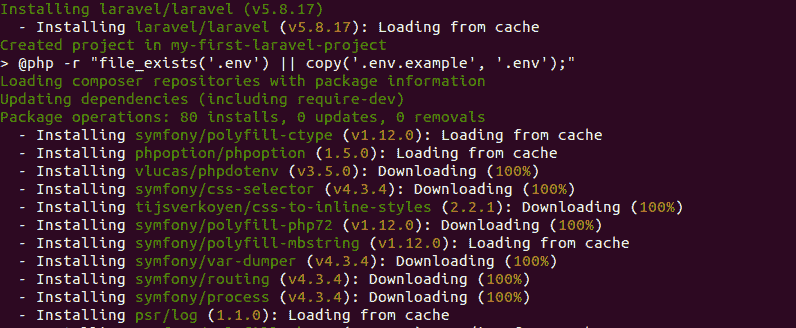 Installing laravel/laravel (v5.8.17)
- Installing laravel/laravel (v5.8.17): Loading from cache
Created project in my-first-laravel-project
> @php -r "file_exists('.env') || copy('.env.example', '.env');"
Loading composer repositories with package information
Updating dependencies (including require-dev)
Package operations: 80 installs, 0 updates, 0 removals
- Installing symfony/polyfill-ctype (v1.12.0): Loading from cache
- Installing phpoption/phpoption (1.5.0): Loading from cache
- Installing vlucas/phpdotenv (v3.5.0): Downloading (100%)
- Installing symfony/css-selector (v4.3.4): Downloading (100%)
- Installing tijsverkoyen/css-to-inline-styles (2.2.1): Downloading (100%)
- Installing symfony/polyfill-php72 (v1.12.0): Downloading (100%)
- Installing symfony/polyfill-mbstring (v1.12.0): Loading from cache
- Installing symfony/var-dumper (v4.3.4): Downloading (100%)
- Installing symfony/routing (v4.3.4): Downloading (100%)
- Installing symfony/process (v4.3.4): Downloading (100%)
- Installing psr/log (1.1.0): Loading from cache